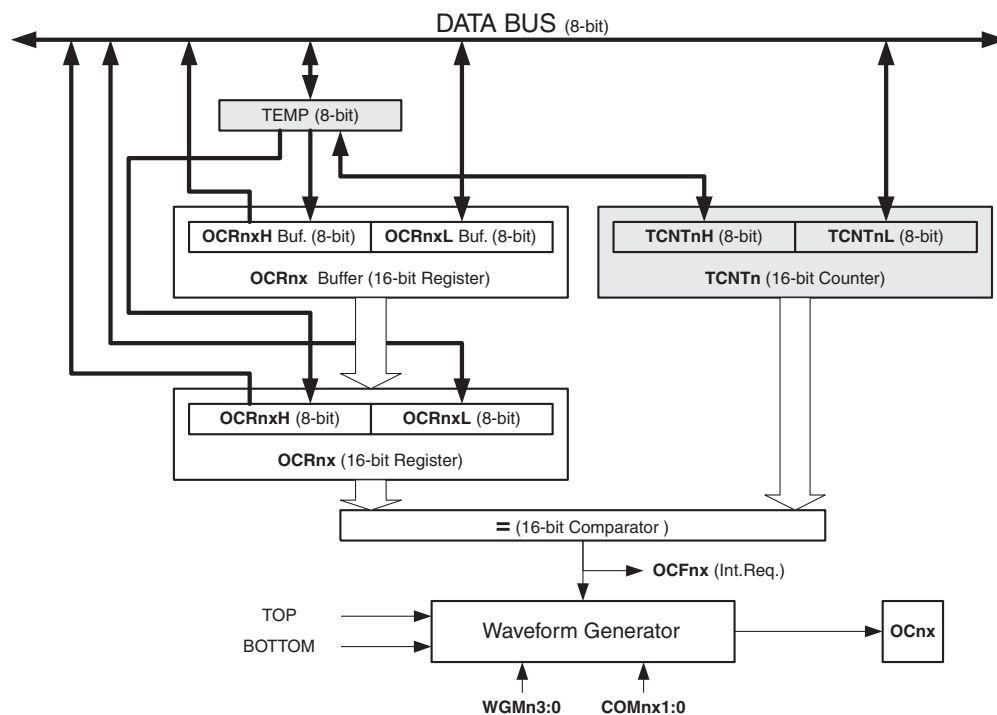 DATA BUS (8-bit)
TEMP (8-bit)
OCRnxH Buf. (8-bit) OCRnxL Buf. (8-bit)
OCRnx Buffer (16-bit Register)
TCNTnH (8-bit) TCNTnL (8-bit)
TCNTn (16-bit Counter)
OCRnxH (8-bit) OCRnxL (8-bit)
OCRnx (16-bit Register)
= (16-bit Comparator )
OCFnx (Int.Req.)
TOP
BOTTOM
Waveform Generator
OCnx
WGMn3:0 COMnx1:0